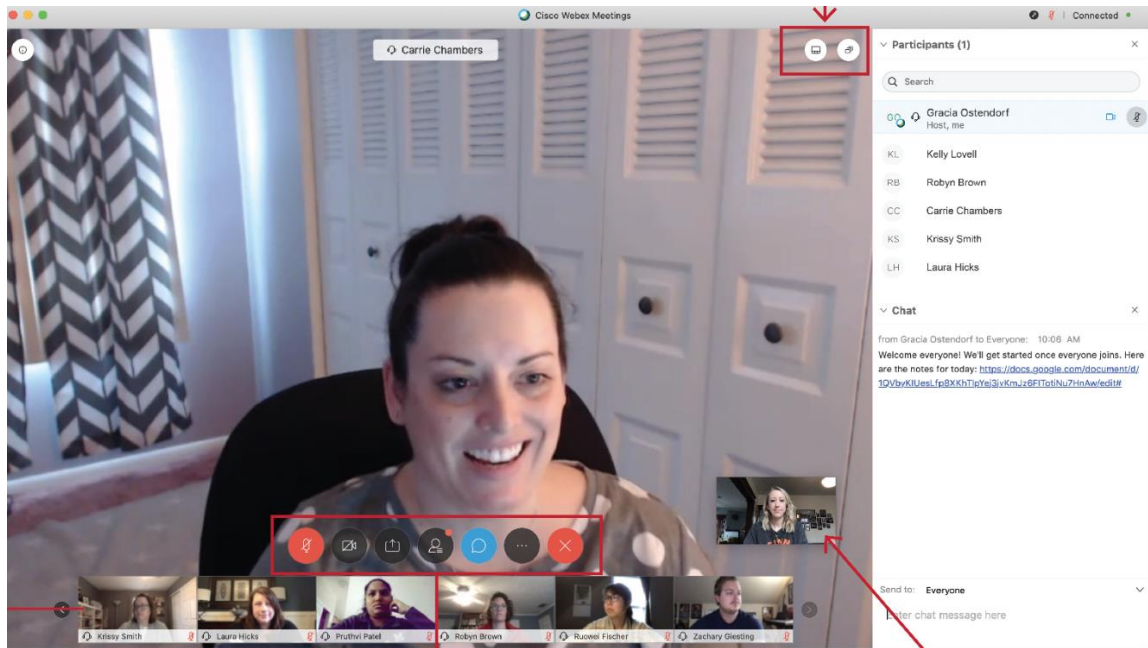 Cisco Webex Meetings
Connected
Carrie Chambers
Participants (1)
Search
Gracia Ostendorf
Host, me
KL Kelly Lovell
RB Robyn Brown
CC Carrie Chambers
KS Krissy Smith
LH Laura Hicks
Chat
from Gracia Ostendorf to Everyone: 10:06 AM
Welcome everyone! We'll get started once everyone joins. Here
are the notes for today: https://docs.google.com/document/d/
Send to: Everyone
Enter chat message here
Krissy Smith
Laura Hicks
Pruthvi Patel
Robyn Brown
Ruowei Fischer
Zachary Giesting